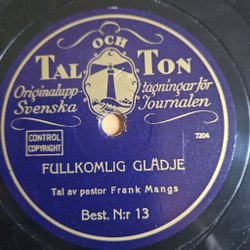 OCH
TAL TON
Originalupp- tagningar för
Svenska Journalen
CONTROL
COPYRIGHT
7204
FULLKOMLIG GLÄDJE
Tal av pastor Frank Mangs
Best. N:r 13